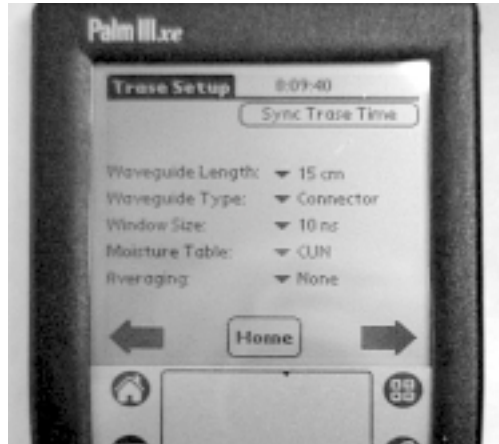 Palm IIIxe
Trase Setup 8:09:40
Sync Trase Time
Waveguide Length: 15 cm
Waveguide Type: Connector
Window Size: 10 ns
Moisture Table: CUN
Averaging: None
Home